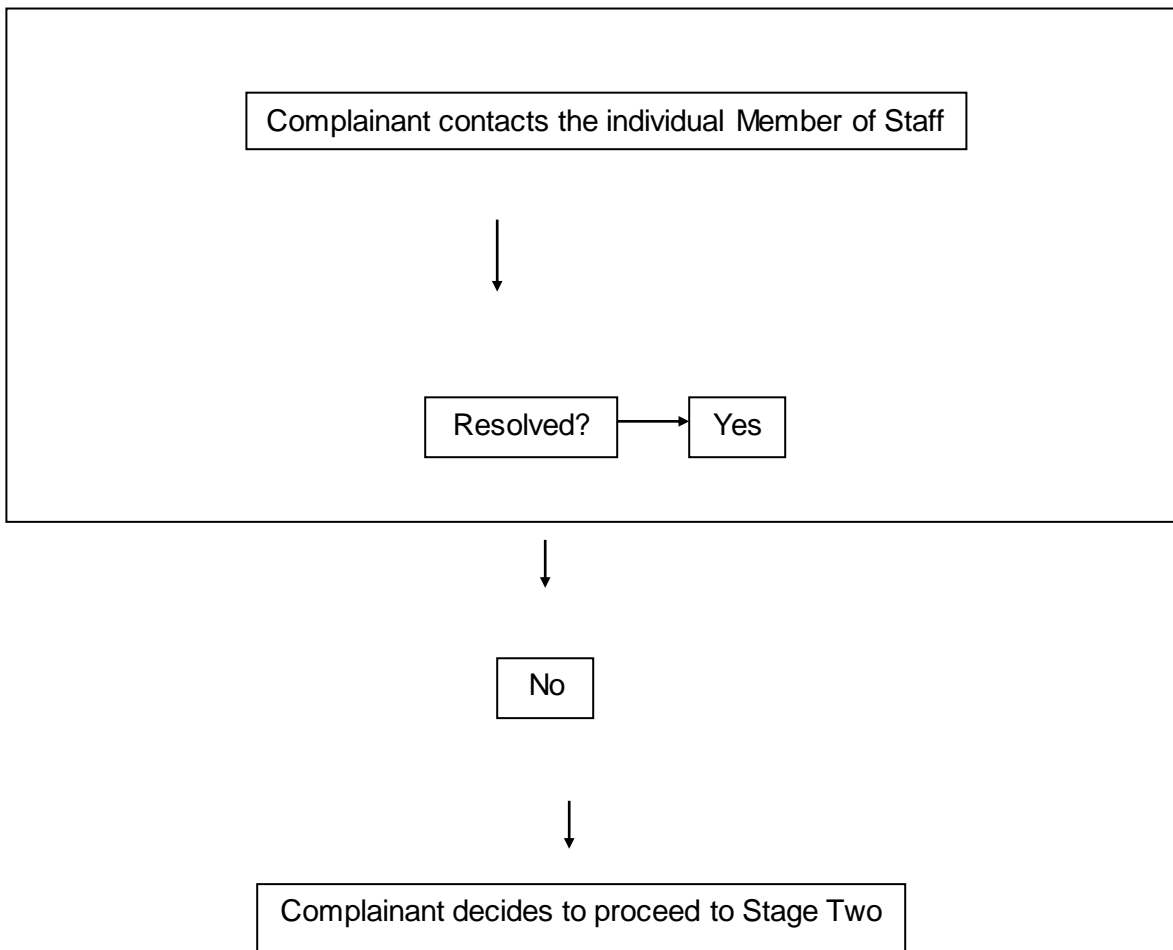 Complainant contacts the individual Member of Staff
Resolved?
Yes
No
Complainant decides to proceed to Stage Two